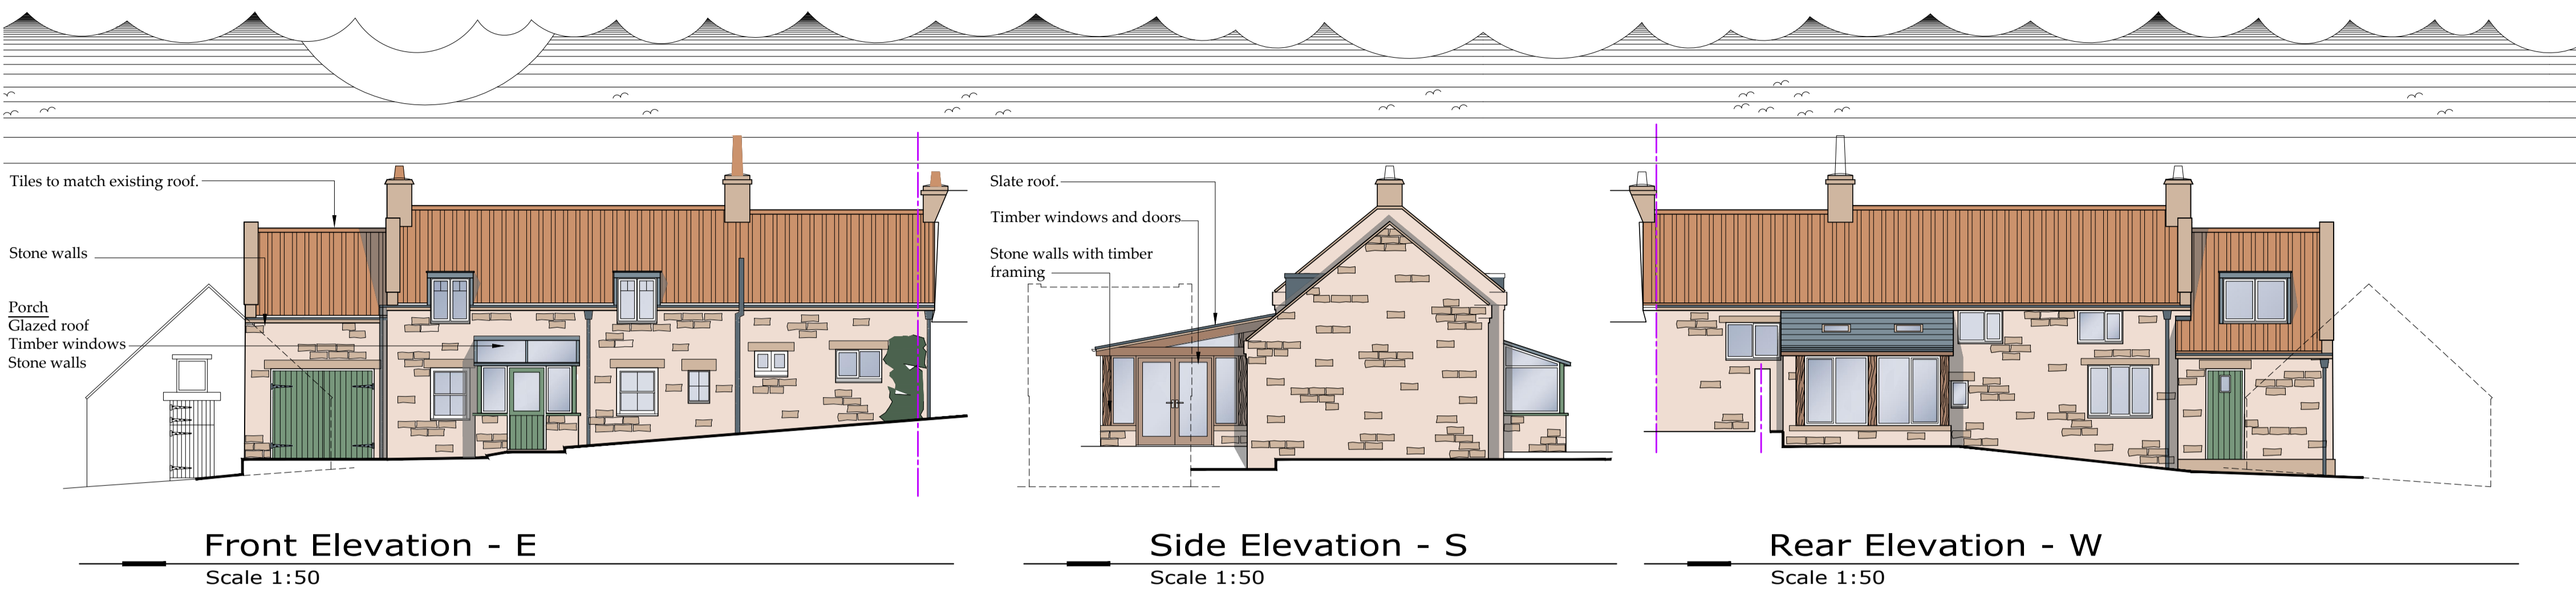 Tiles to match existing roof.
Stone walls
Porch
Glazed roof
Timber windows
Stone walls
Slate roof.
Timber windows and doors
Stone walls with timber
framing
Front Elevation - E
Scale 1:50
Side Elevation - S
Scale 1:50
Rear Elevation - W
Scale 1:50